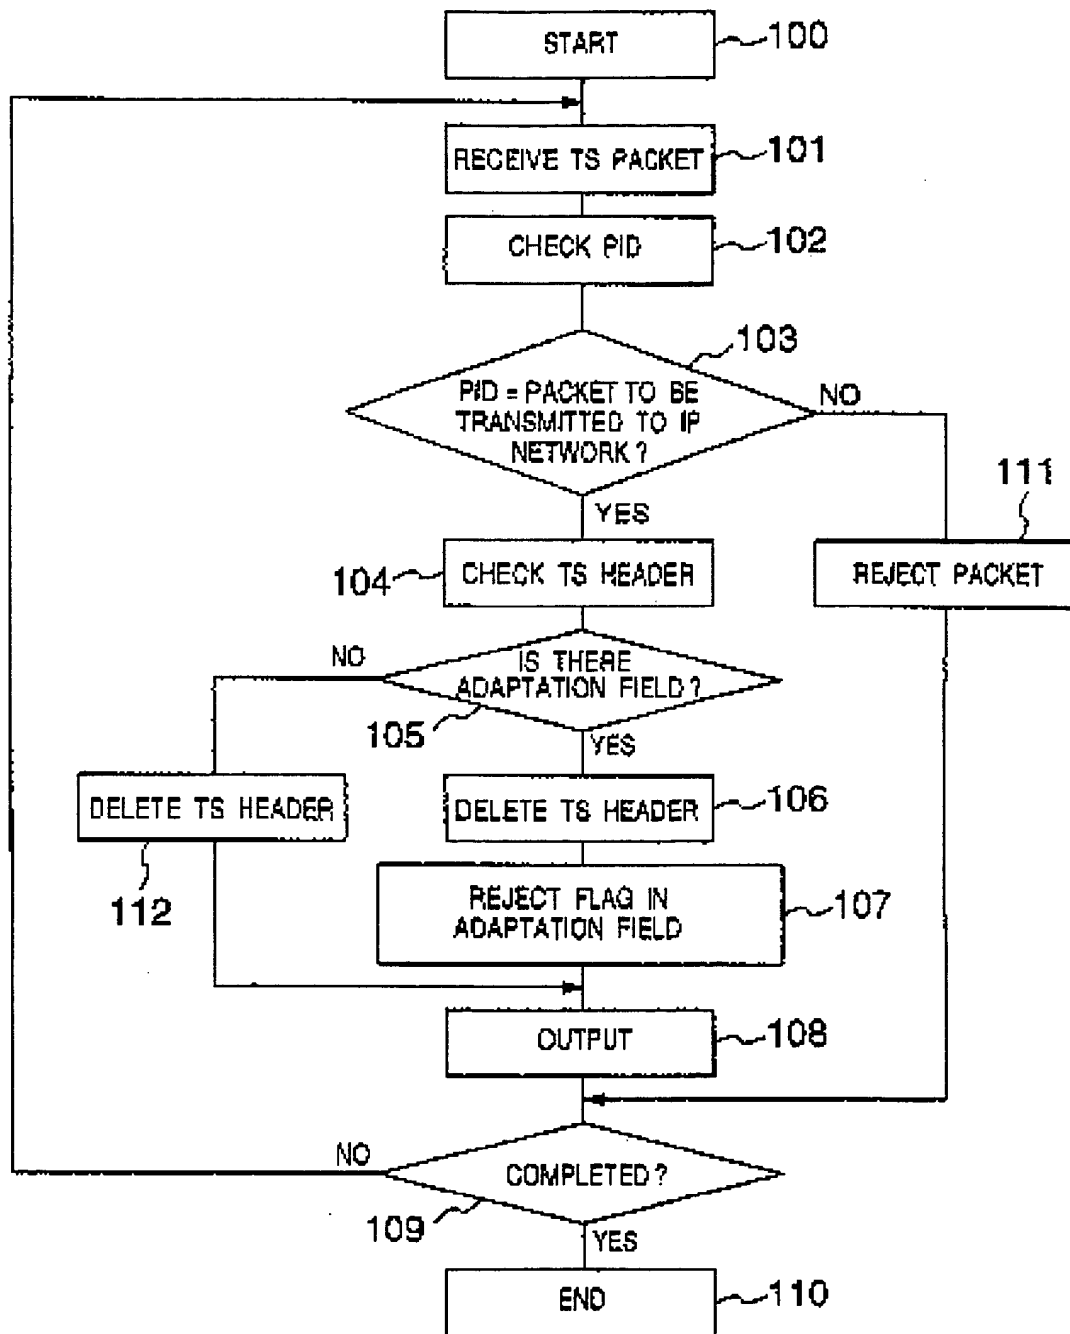 START
100
RECEIVE TS PACKET
101
CHECK PID
102
103
PID = PACKET TO BE
TRANSMITTED TO IP
NETWORK?
NO
YES
111
104
CHECK TS HEADER
REJECT PACKET
NO
IS THERE
ADAPTATION FIELD?
105
YES
DELETE TS HEADER
112
DELETE TS HEADER
106
REJECT FLAG IN
ADAPTATION FIELD
107
OUTPUT
108
NO
COMPLETED?
109
YES
END
110